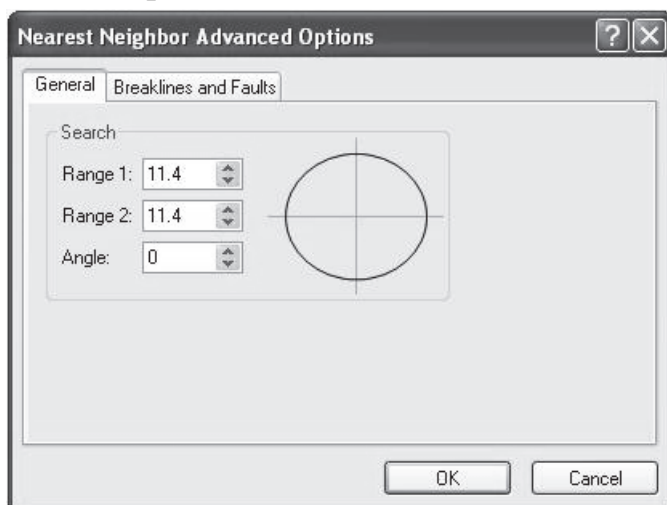 Nearest Neighbor Advanced Options
General
Breaklines and Faults
Search
Range 1: 11.4
Range 2: 11.4
Angle: 0
OK
Cancel